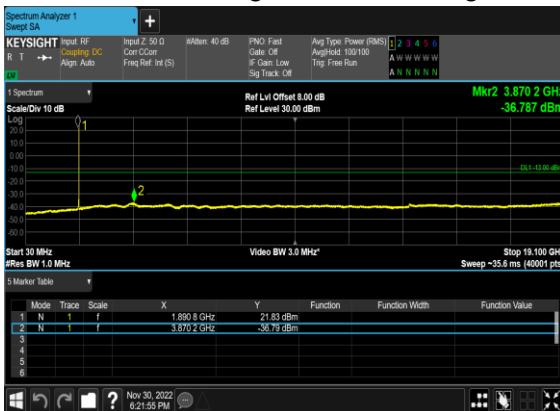 Spectrum Analyzer 1
Swept SA
+
KEYSIGHT Input: RF Input Z: 50 Ω #Atten: 40 dB PNO: Fast Avg Type: Power (RMS) 1 2 3 4 5 6
R T Coupling: DC Corr CCorr Gate: Off Avg|Hold: 100/100 A W W W W W
Align: Auto Freq Ref: Int (S) IF Gain: Low Trig: Free Run
Sig Track: Off A N N N N N
1 Spectrum Ref Lvl Offset 8.00 dB Mkr2 3.870 2 GHz
Scale/Div 10 dB Ref Level 30.00 dBm -36.787 dBm
Log
20.0
10.0
0.00
-10.0
-20.0
-30.0
-40.0
-50.0
-60.0
1
2
DL1 -13.00 dBm
Start 30 MHz Video BW 3.0 MHz* Stop 19.100 GH
#Res BW 1.0 MHz Sweep ~35.6 ms (40001 pts
5 Marker Table
Mode Trace Scale X Y Function Function Width Function Value
1 N 1 f 1.890 8 GHz 21.83 dBm
2 N 1 f 3.870 2 GHz -36.79 dBm
3
4
5
6
? Nov 30, 2022
6:21:55 PM